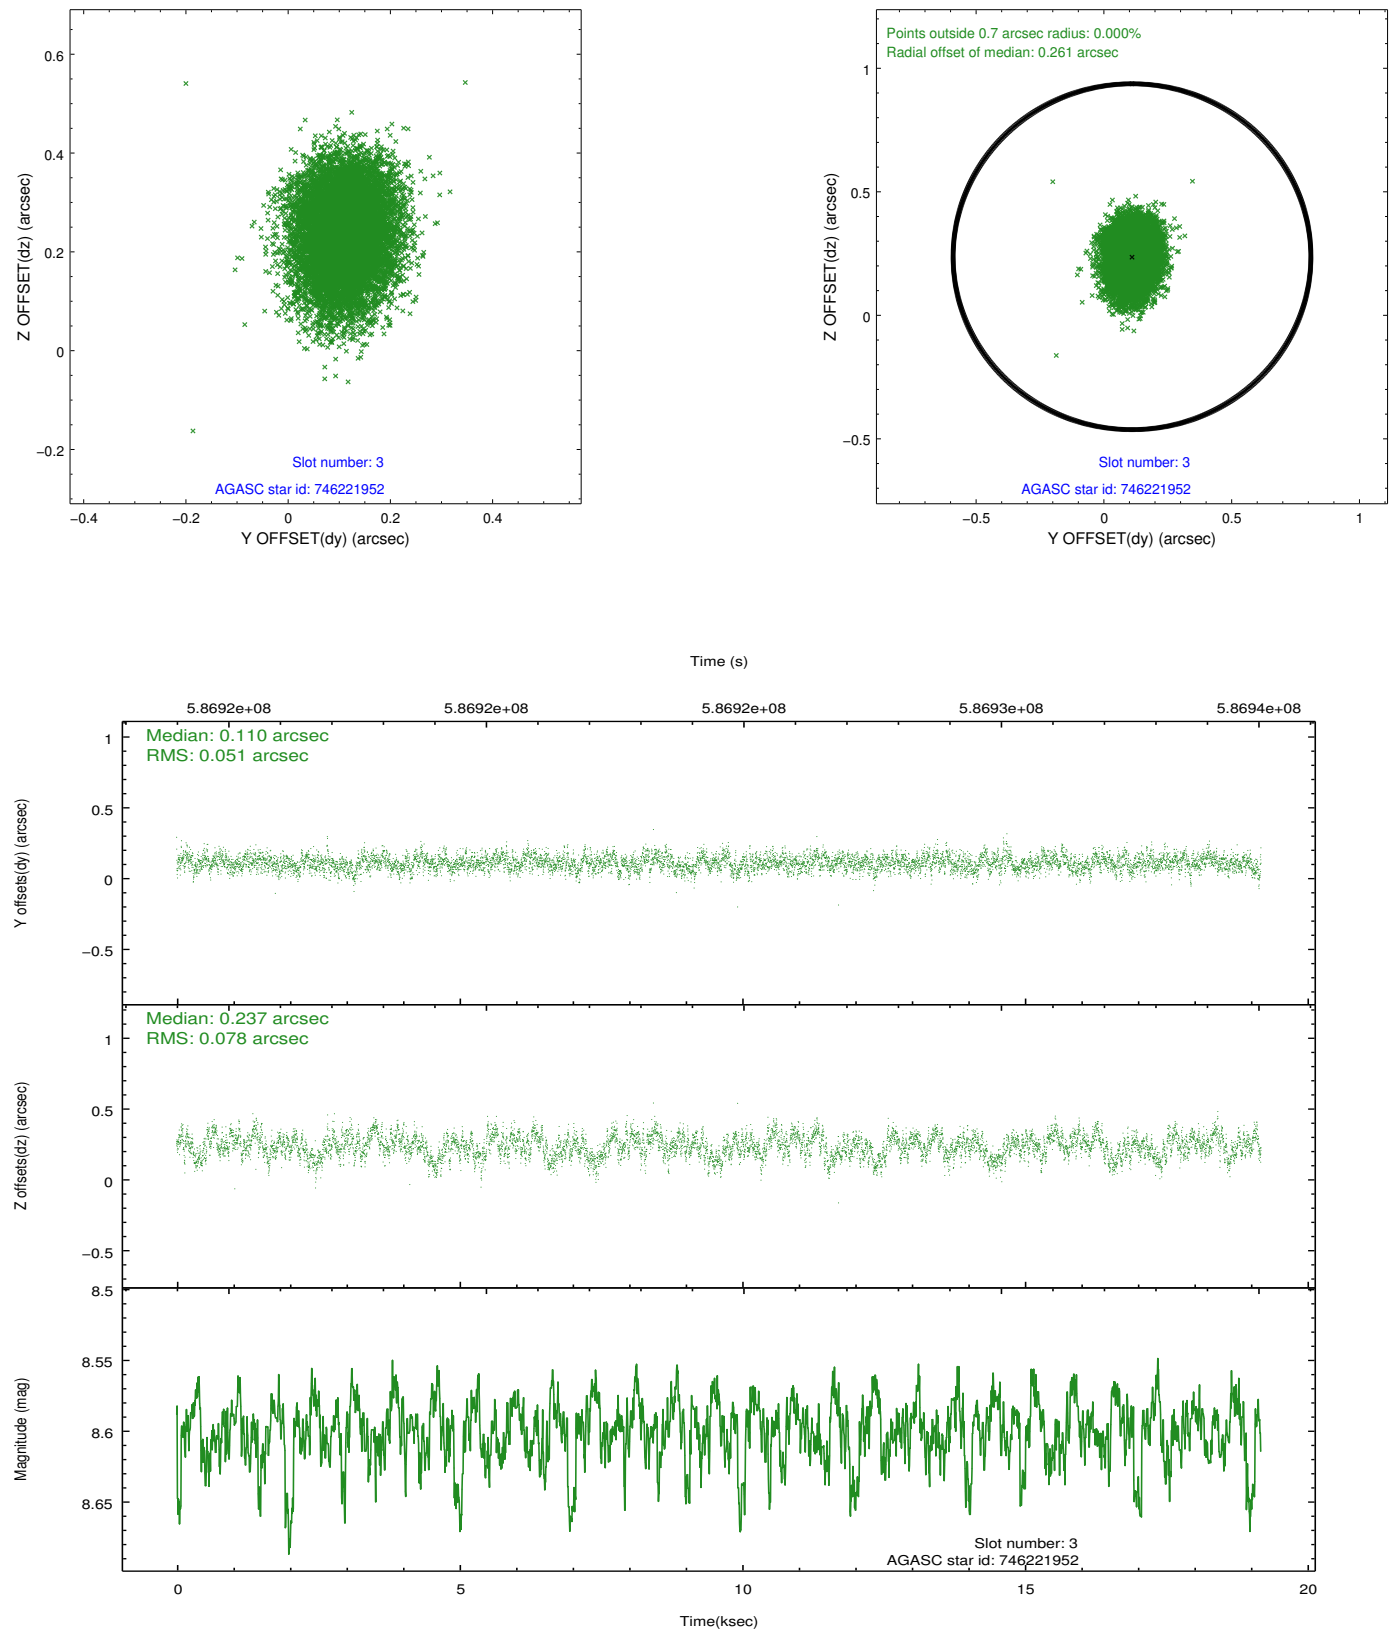 0.6
0.4
0.2
0
−0.2
Z OFFSET(dz) (arcsec)
Slot number: 3
AGASC star id: 746221952
−0.4 −0.2 0 0.2 0.4
Y OFFSET(dy) (arcsec)
Points outside 0.7 arcsec radius: 0.000%
Radial offset of median: 0.261 arcsec
1
0.5
0
−0.5
Z OFFSET(dz) (arcsec)
Slot number: 3
AGASC star id: 746221952
−0.5 0 0.5 1
Y OFFSET(dy) (arcsec)
Time (s)
5.8692e+08 5.8692e+08 5.8692e+08 5.8693e+08 5.8694e+08
Median: 0.110 arcsec
RMS: 0.051 arcsec
1
0.5
0
−0.5
Y offsets(dy) (arcsec)
Median: 0.237 arcsec
RMS: 0.078 arcsec
1
0.5
0
−0.5
Z offsets(dz) (arcsec)
8.5
8.55
8.6
8.65
Magnitude (mag)
Slot number: 3
AGASC star id: 746221952
0 5 10 15 20
Time(ksec)